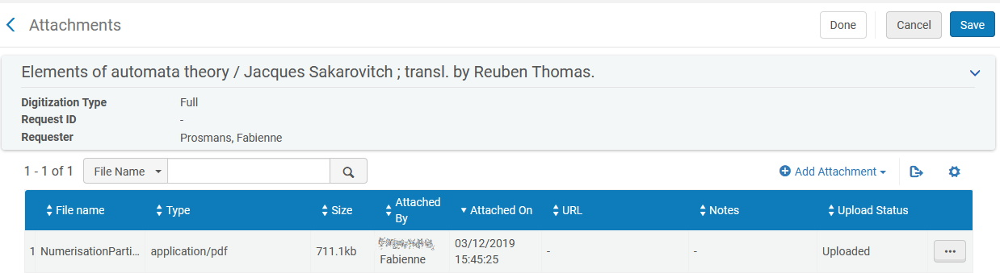 Attachments
Done
Cancel
Save
Elements of automata theory / Jacques Sakarovitch ; transl. by Reuben Thomas.
Digitization Type Full
Request ID -
Requester Prosmans, Fabienne
1 - 1 of 1
File Name
Add Attachment
File name Type Size Attached By Attached On URL Notes Upload Status
1 NumerisationParti... application/pdf 711.1kb Fabienne 03/12/2019 15:45:25 - - Uploaded